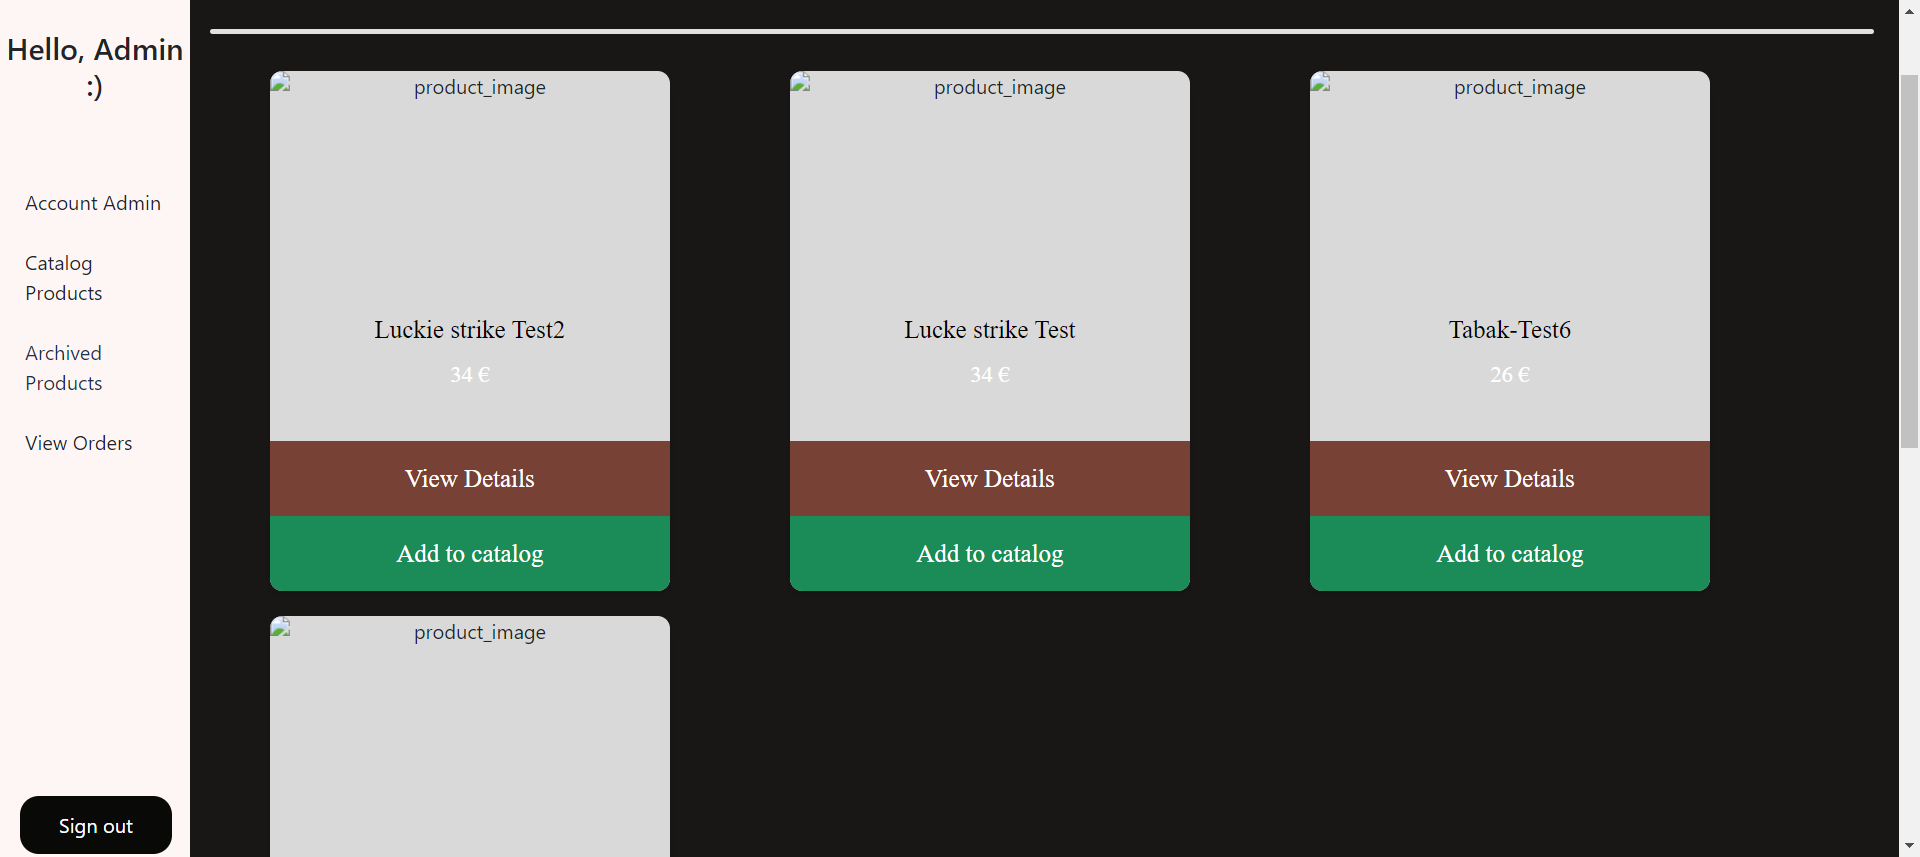 Hello, Admin
:)
Account Admin
Catalog
Products
Archived
Products
View Orders
Sign out
product_image
Luckie strike Test2
34 €
View Details
Add to catalog
product_image
Lucke strike Test
34 €
View Details
Add to catalog
product_image
Tabak-Test6
26 €
View Details
Add to catalog
product_image